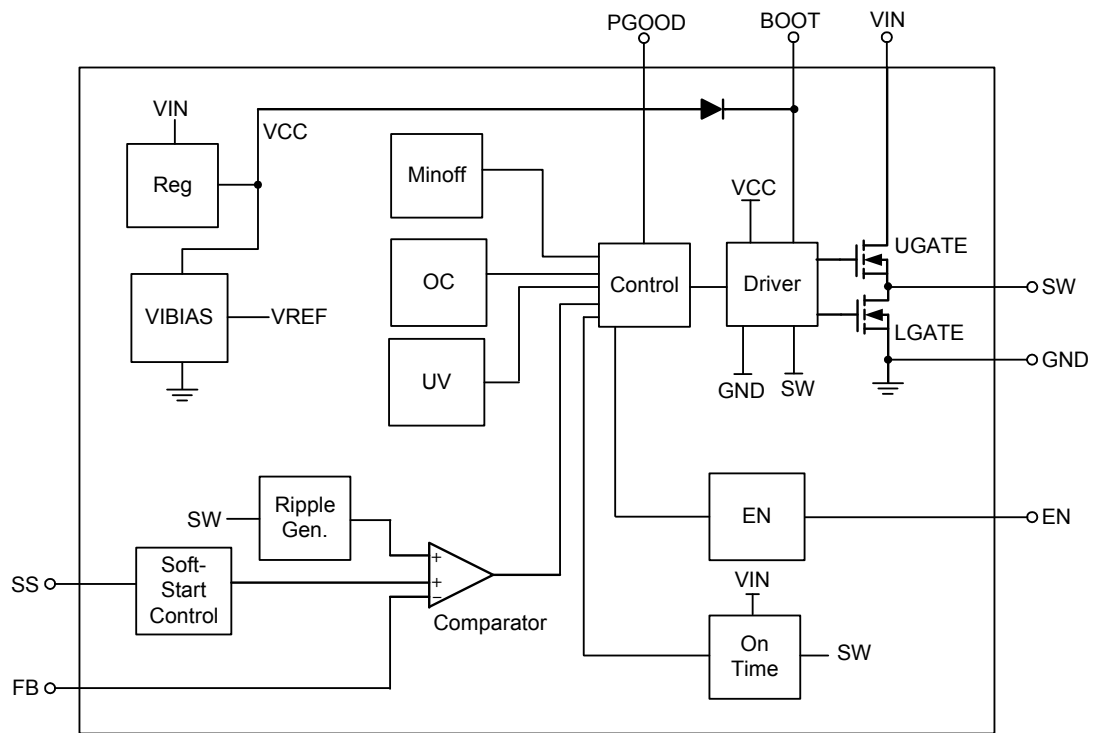 PGOOD
BOOT
VIN
VIN
VCC
Reg
Minoff
VCC
UGATE
OC
Control
Driver
SW
VIBIAS
VREF
LGATE
UV
GND
SW
GND
Ripple
Gen.
SW
EN
EN
+
SS
Soft-
Start
Control
+
−
VIN
Comparator
On
Time
SW
FB